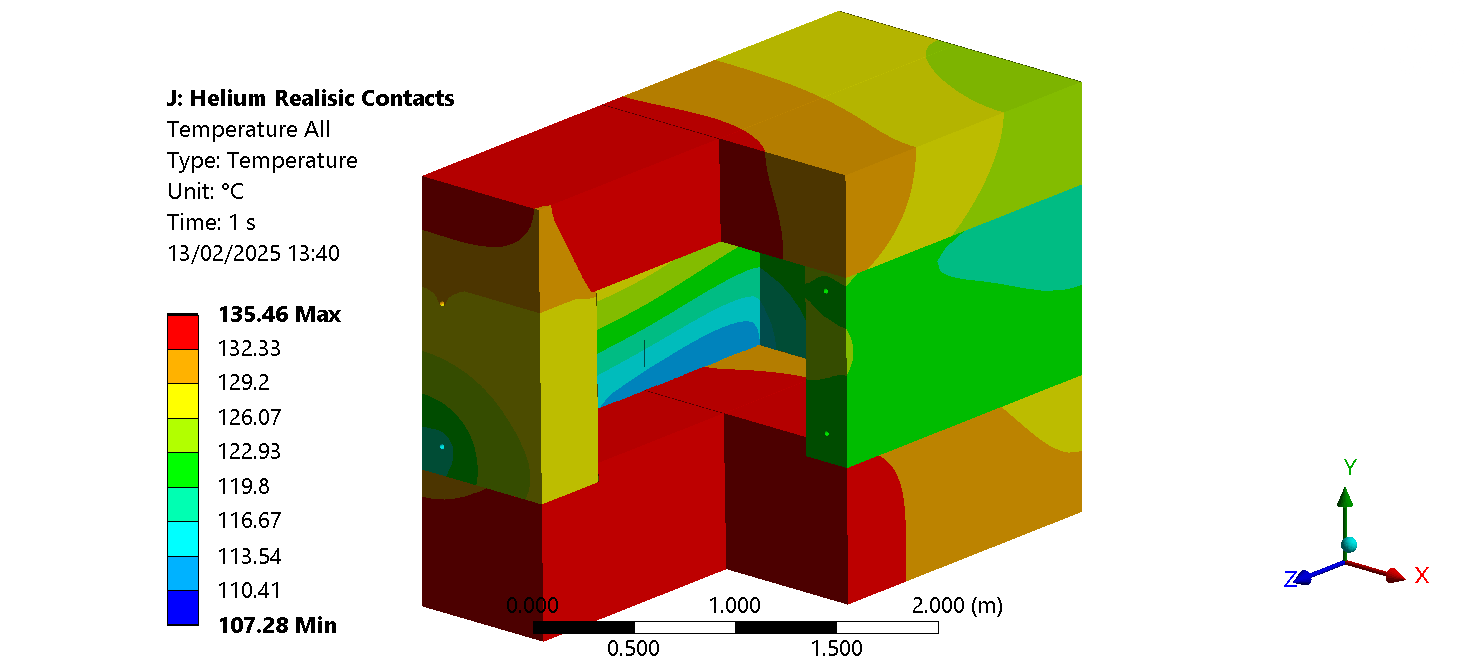 J: Helium Realisic Contacts
Temperature All
Type: Temperature
Unit: °C
Time: 1 s
13/02/2025 13:40
135.46 Max
132.33
129.2
126.07
122.93
119.8
116.67
113.54
110.41
107.28 Min
0.000 1.000 2.000 (m)
0.500 1.500
Y
Z X